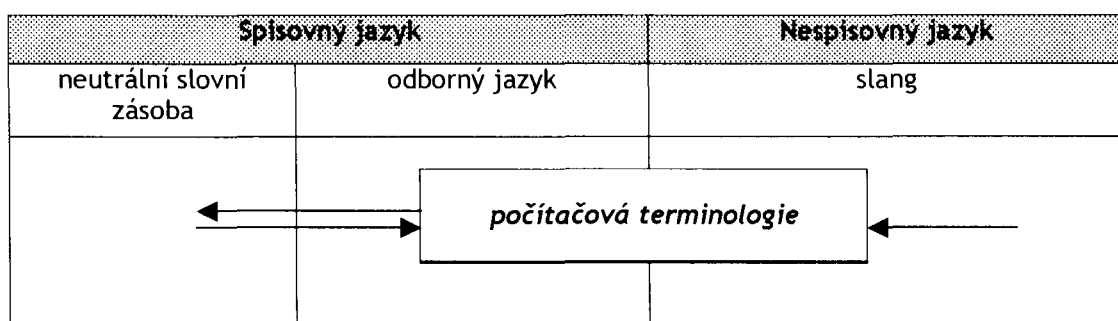 Spisovný jazyk
Nespisovný jazyk
neutrální slovní
zásoba
odborný jazyk
slang
počítačová terminologie